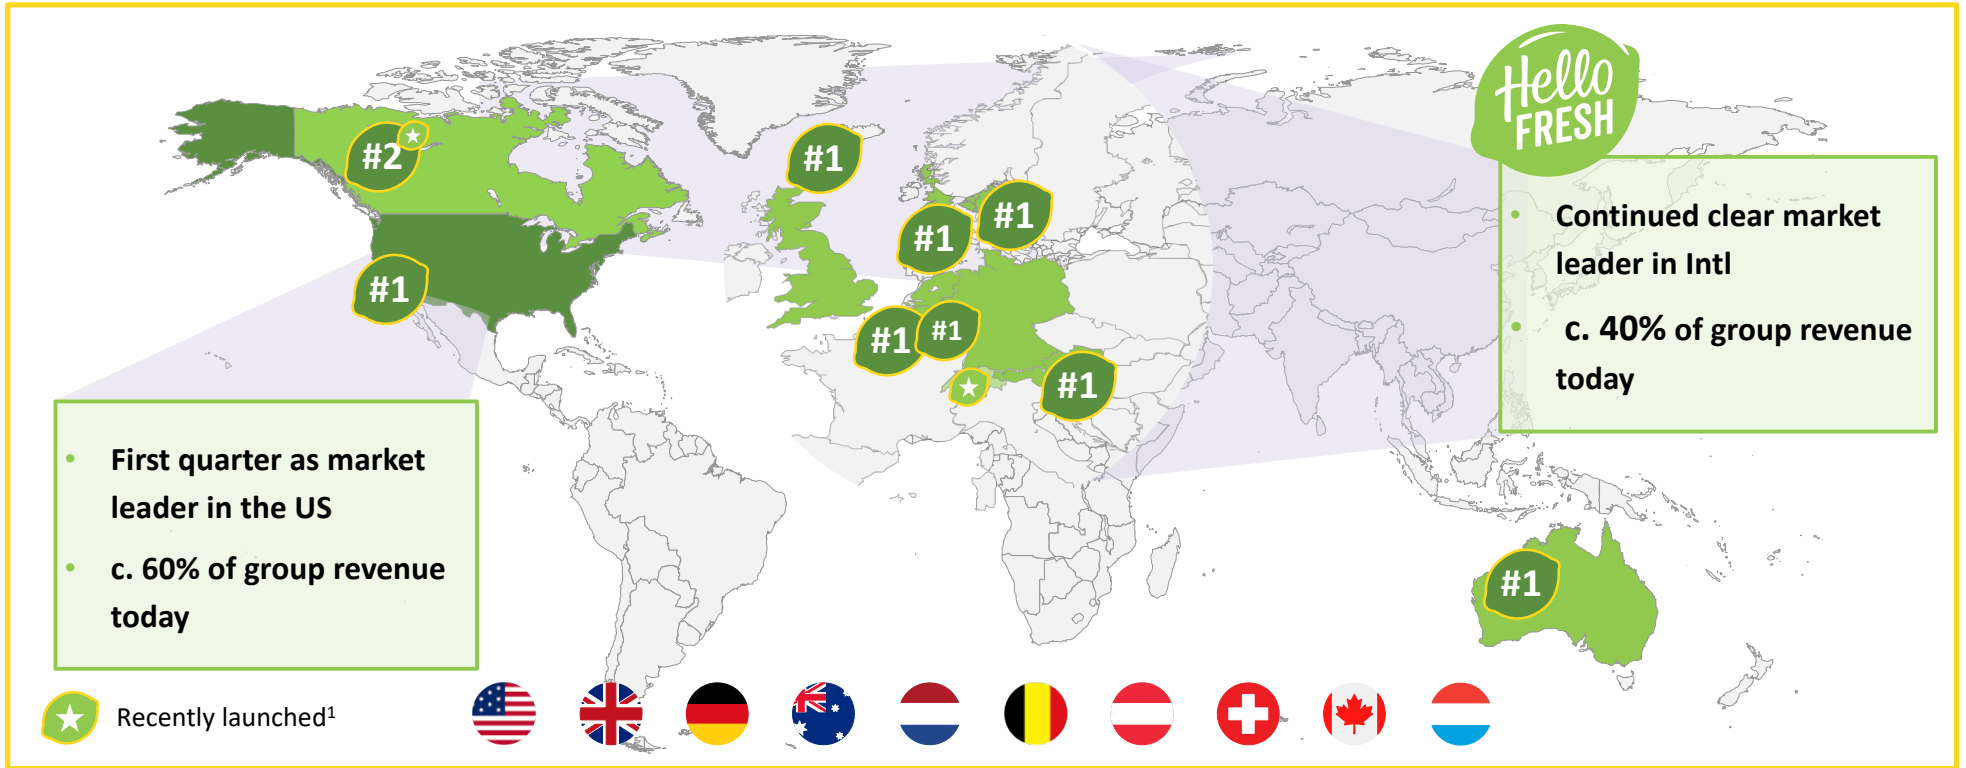 Hello
FRESH
#2
#1
#1
#1
#1
#1
#1
#1
#1
• Continued clear market
leader in Intl
• c. 40% of group revenue
today
• First quarter as market
leader in the US
• c. 60% of group revenue
today
Recently launched¹